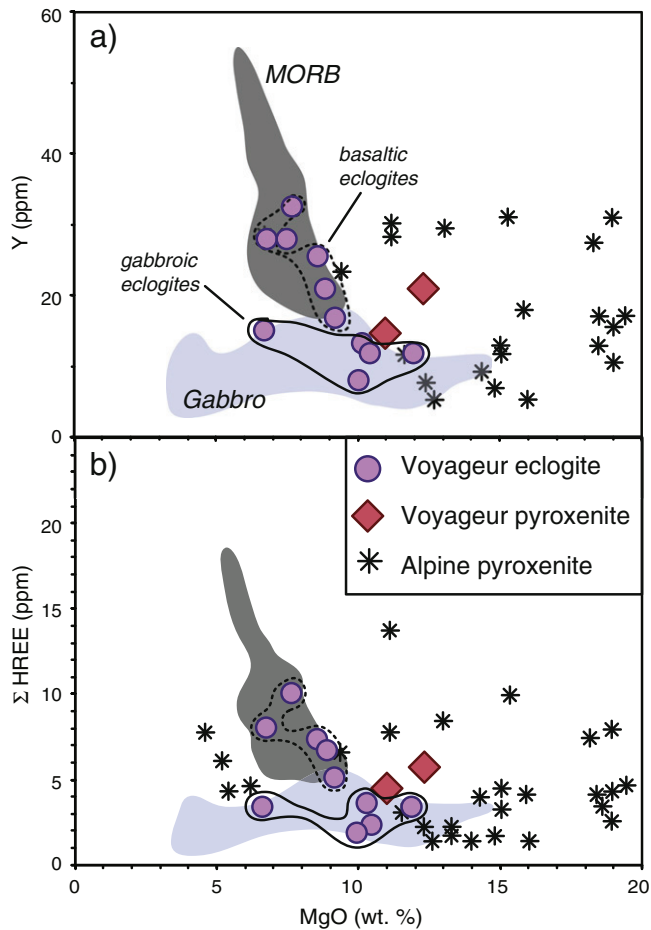 a)
MORB
basaltic
eclogites
gabbroic
eclogites
Gabbro
Y (ppm)
60
40
20
0
b)
Voyageur eclogite
Voyageur pyroxenite
Alpine pyroxenite
Σ HREE (ppm)
20
15
10
5
0
0
5
10
15
20
MgO (wt. %)